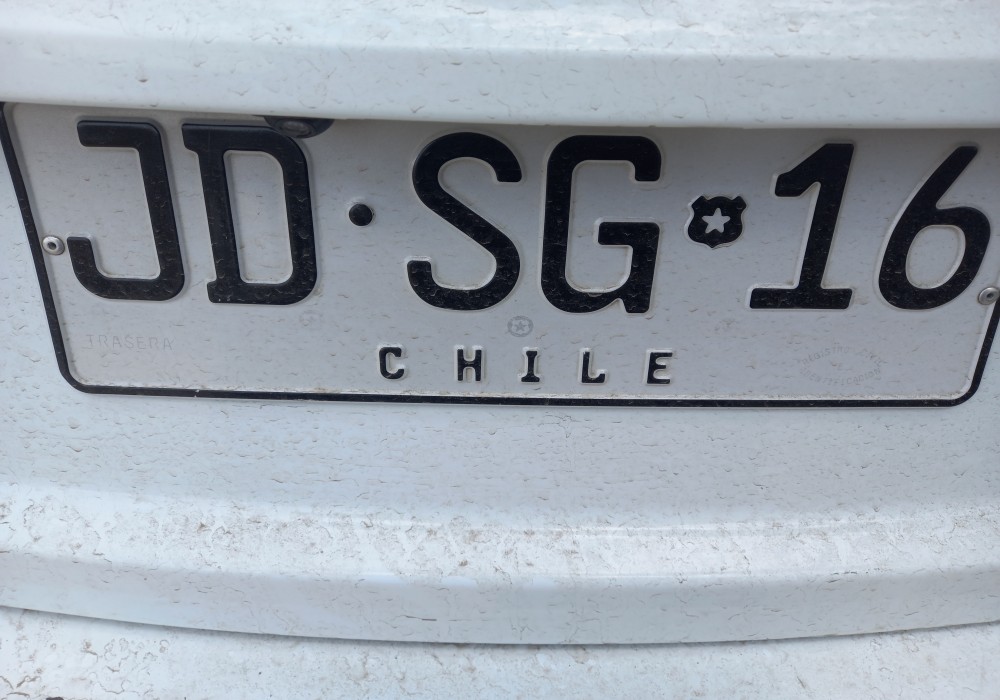 JD·SG 16
TRASERA
CHILE